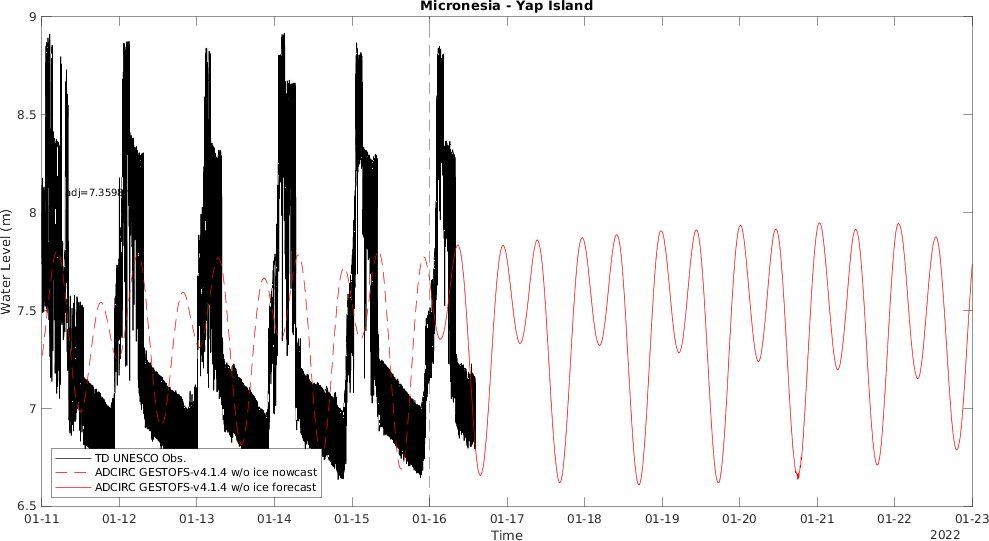 Micronesia - Yap Island
Water Level (m)
9
8.5
8
7.5
7
6.5
adj=7.3598
TD UNESCO Obs.
ADCIRC GESTOFS-v4.1.4 w/o ice nowcast
ADCIRC GESTOFS-v4.1.4 w/o ice forecast
01-11 01-12 01-13 01-14 01-15 01-16 01-17 01-18 01-19 01-20 01-21 01-22 01-23
Time
2022